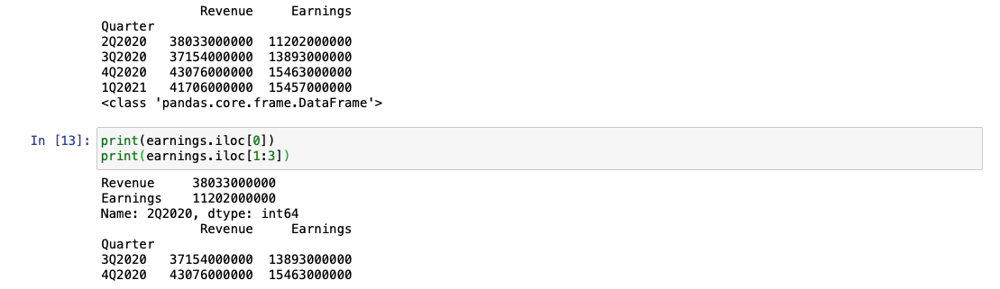 Revenue Earnings
Quarter
2Q2020 38033000000 11202000000
3Q2020 37154000000 13893000000
4Q2020 43076000000 15463000000
1Q2021 41706000000 15457000000
<class 'pandas.core.frame.DataFrame'>
In [13]: print(earnings.iloc[0])
print(earnings.iloc[1:3])
Revenue 38033000000
Earnings 11202000000
Name: 2Q2020, dtype: int64
Revenue Earnings
Quarter
3Q2020 37154000000 13893000000
4Q2020 43076000000 15463000000